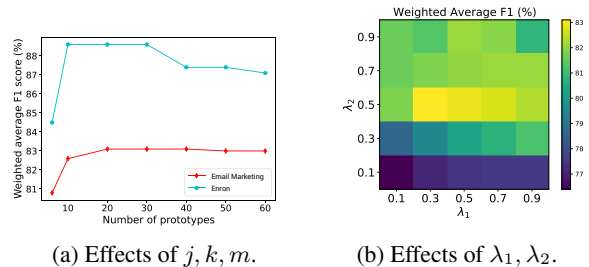 Weighted average F1 score (%)
88
87
86
85
84
83
82
81
10 20 30 40 50 60
Number of prototypes
Email Marketing
Enron
(a) Effects of j, k, m.
Weighted Average F1 (%)
λ2
0.9
0.7
0.5
0.3
0.1
0.1 0.3 0.5 0.7 0.9
λ1
83
82
81
80
79
78
77
(b) Effects of λ1, λ2.